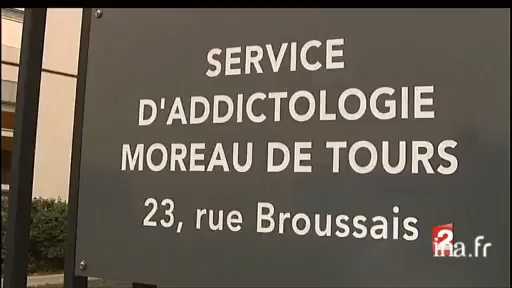 SERVICE
D'ADDICTOLOGIE
MOREAU DE TOURS
23, rue Broussais
2
ina.fr